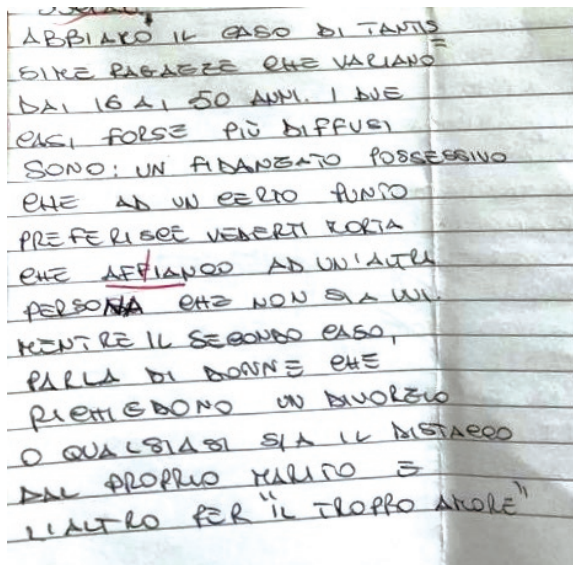 ABBIAMO IL CASO DI TANTIS
SIME RAGAZZE CHE VARIANO
DAI 16 AI 50 ANNI. I DUE
CASI FORSE PIÙ DIFFUSI
SONO: UN FIDANZATO POSSESSIVO
CHE AD UN CERTO PUNTO
PREFERISCE VEDERTI MORTA
CHE AFFIANCO AD UN'ALTRA
PERSONA CHE NON SIA LUI.
MENTRE IL SECONDO CASO,
PARLA DI DONNE CHE
RICHIEDONO UN DIVORZIO
O QUALSIASI SIA IL DISTACCO
DAL PROPRIO MARITO E
L'ALTRO PER "IL TROPPO AMORE"